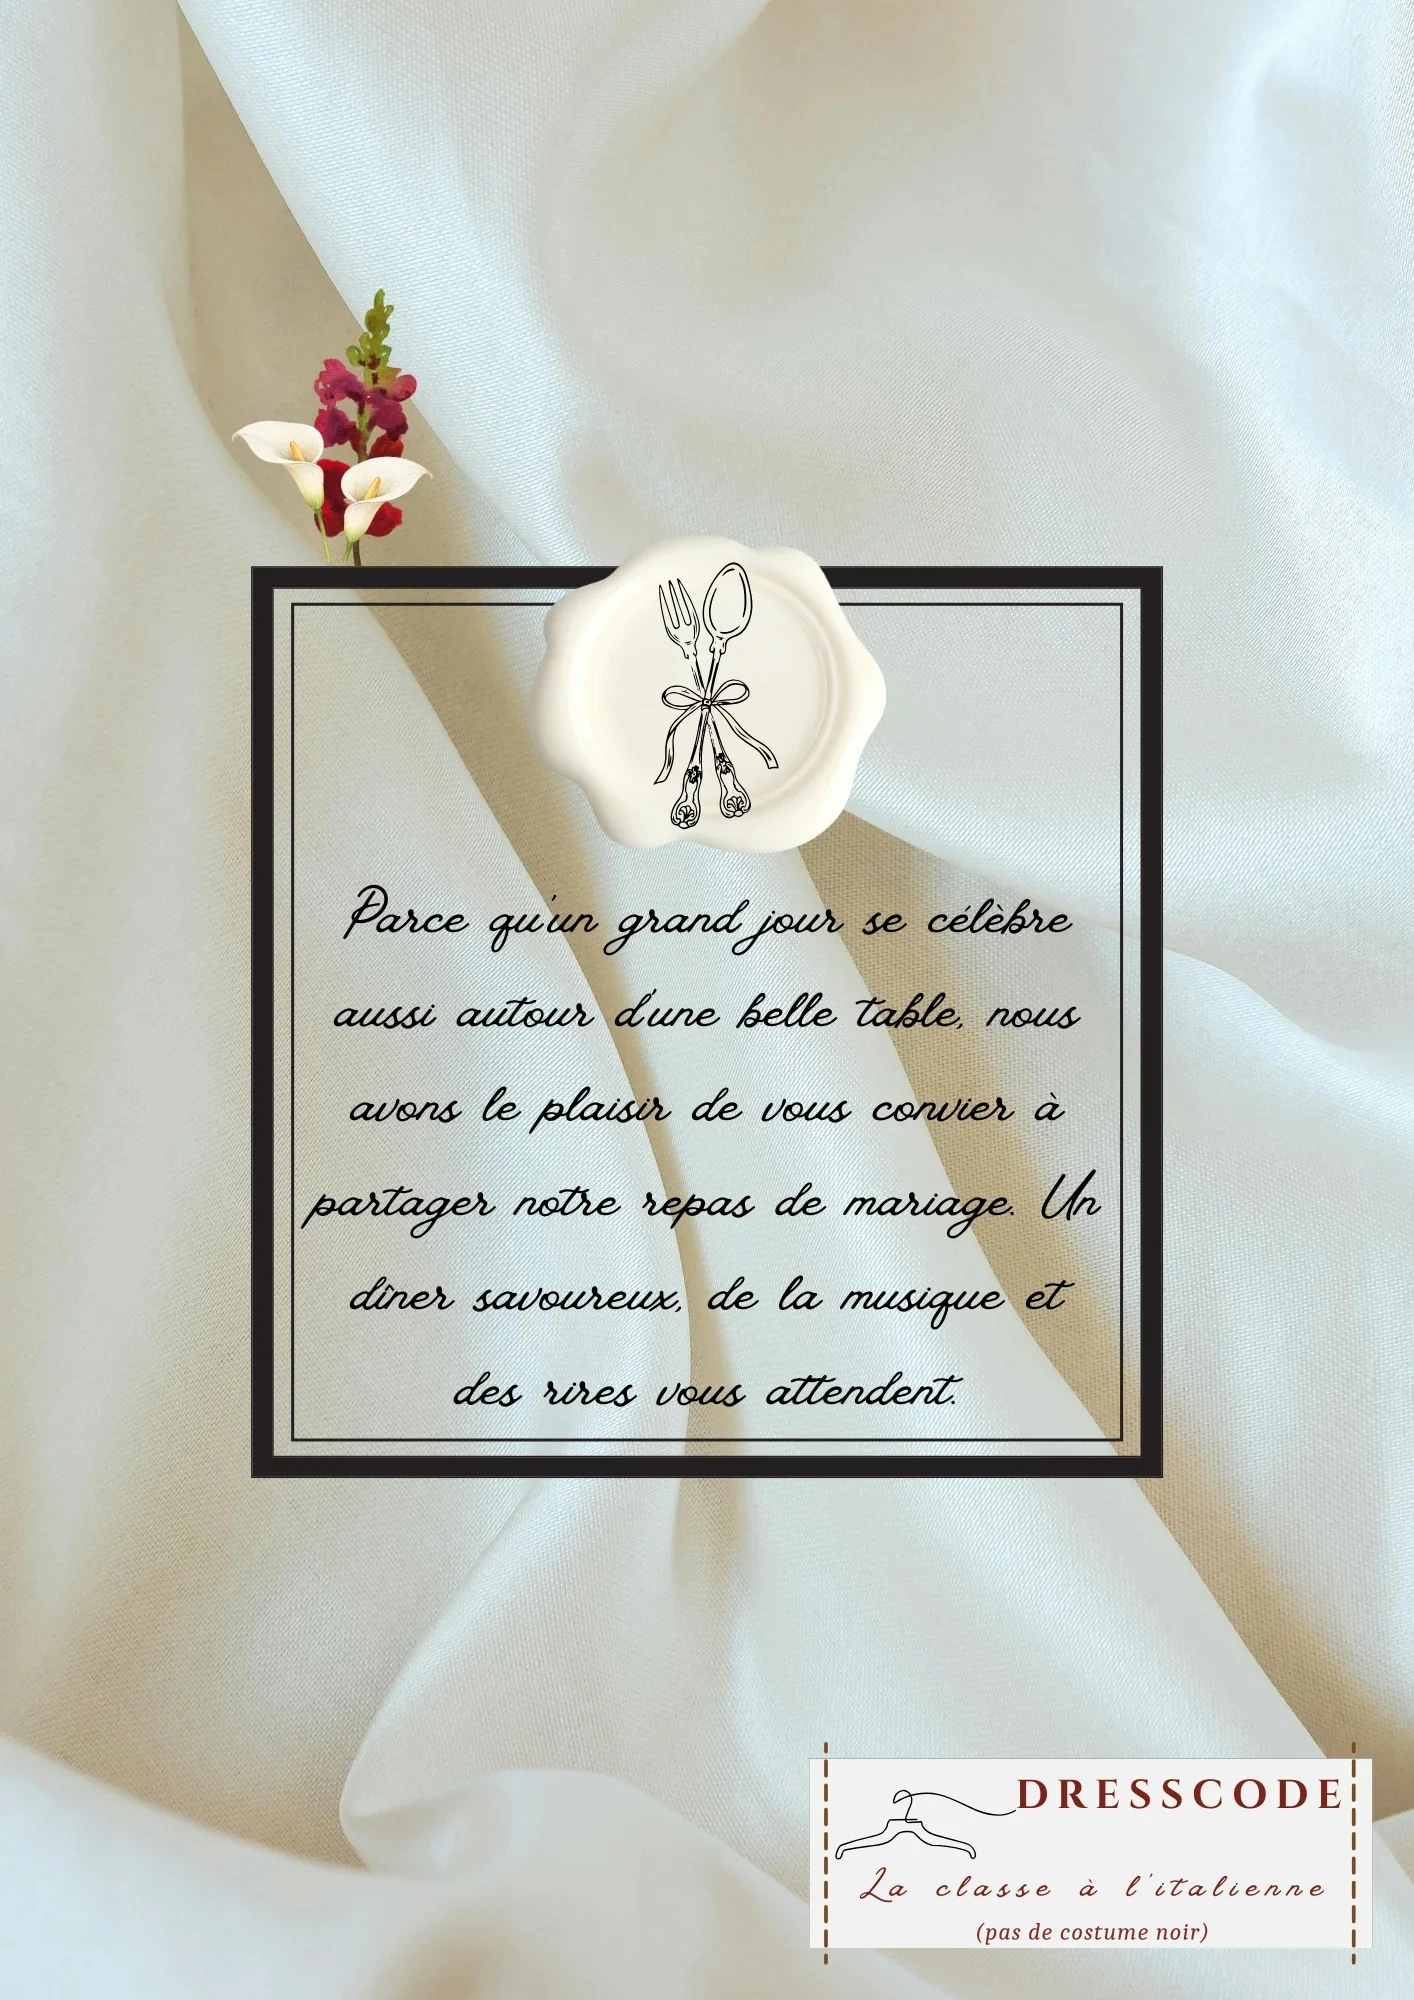 Parce qu'un grand jour se célèbre
aussi autour d'une belle table, nous
avons le plaisir de vous convier à
partager notre repas de mariage. Un
dîner savoureux, de la musique et
des rires vous attendent.
DRESSCODE
La classe à l'italienne
(pas de costume noir)